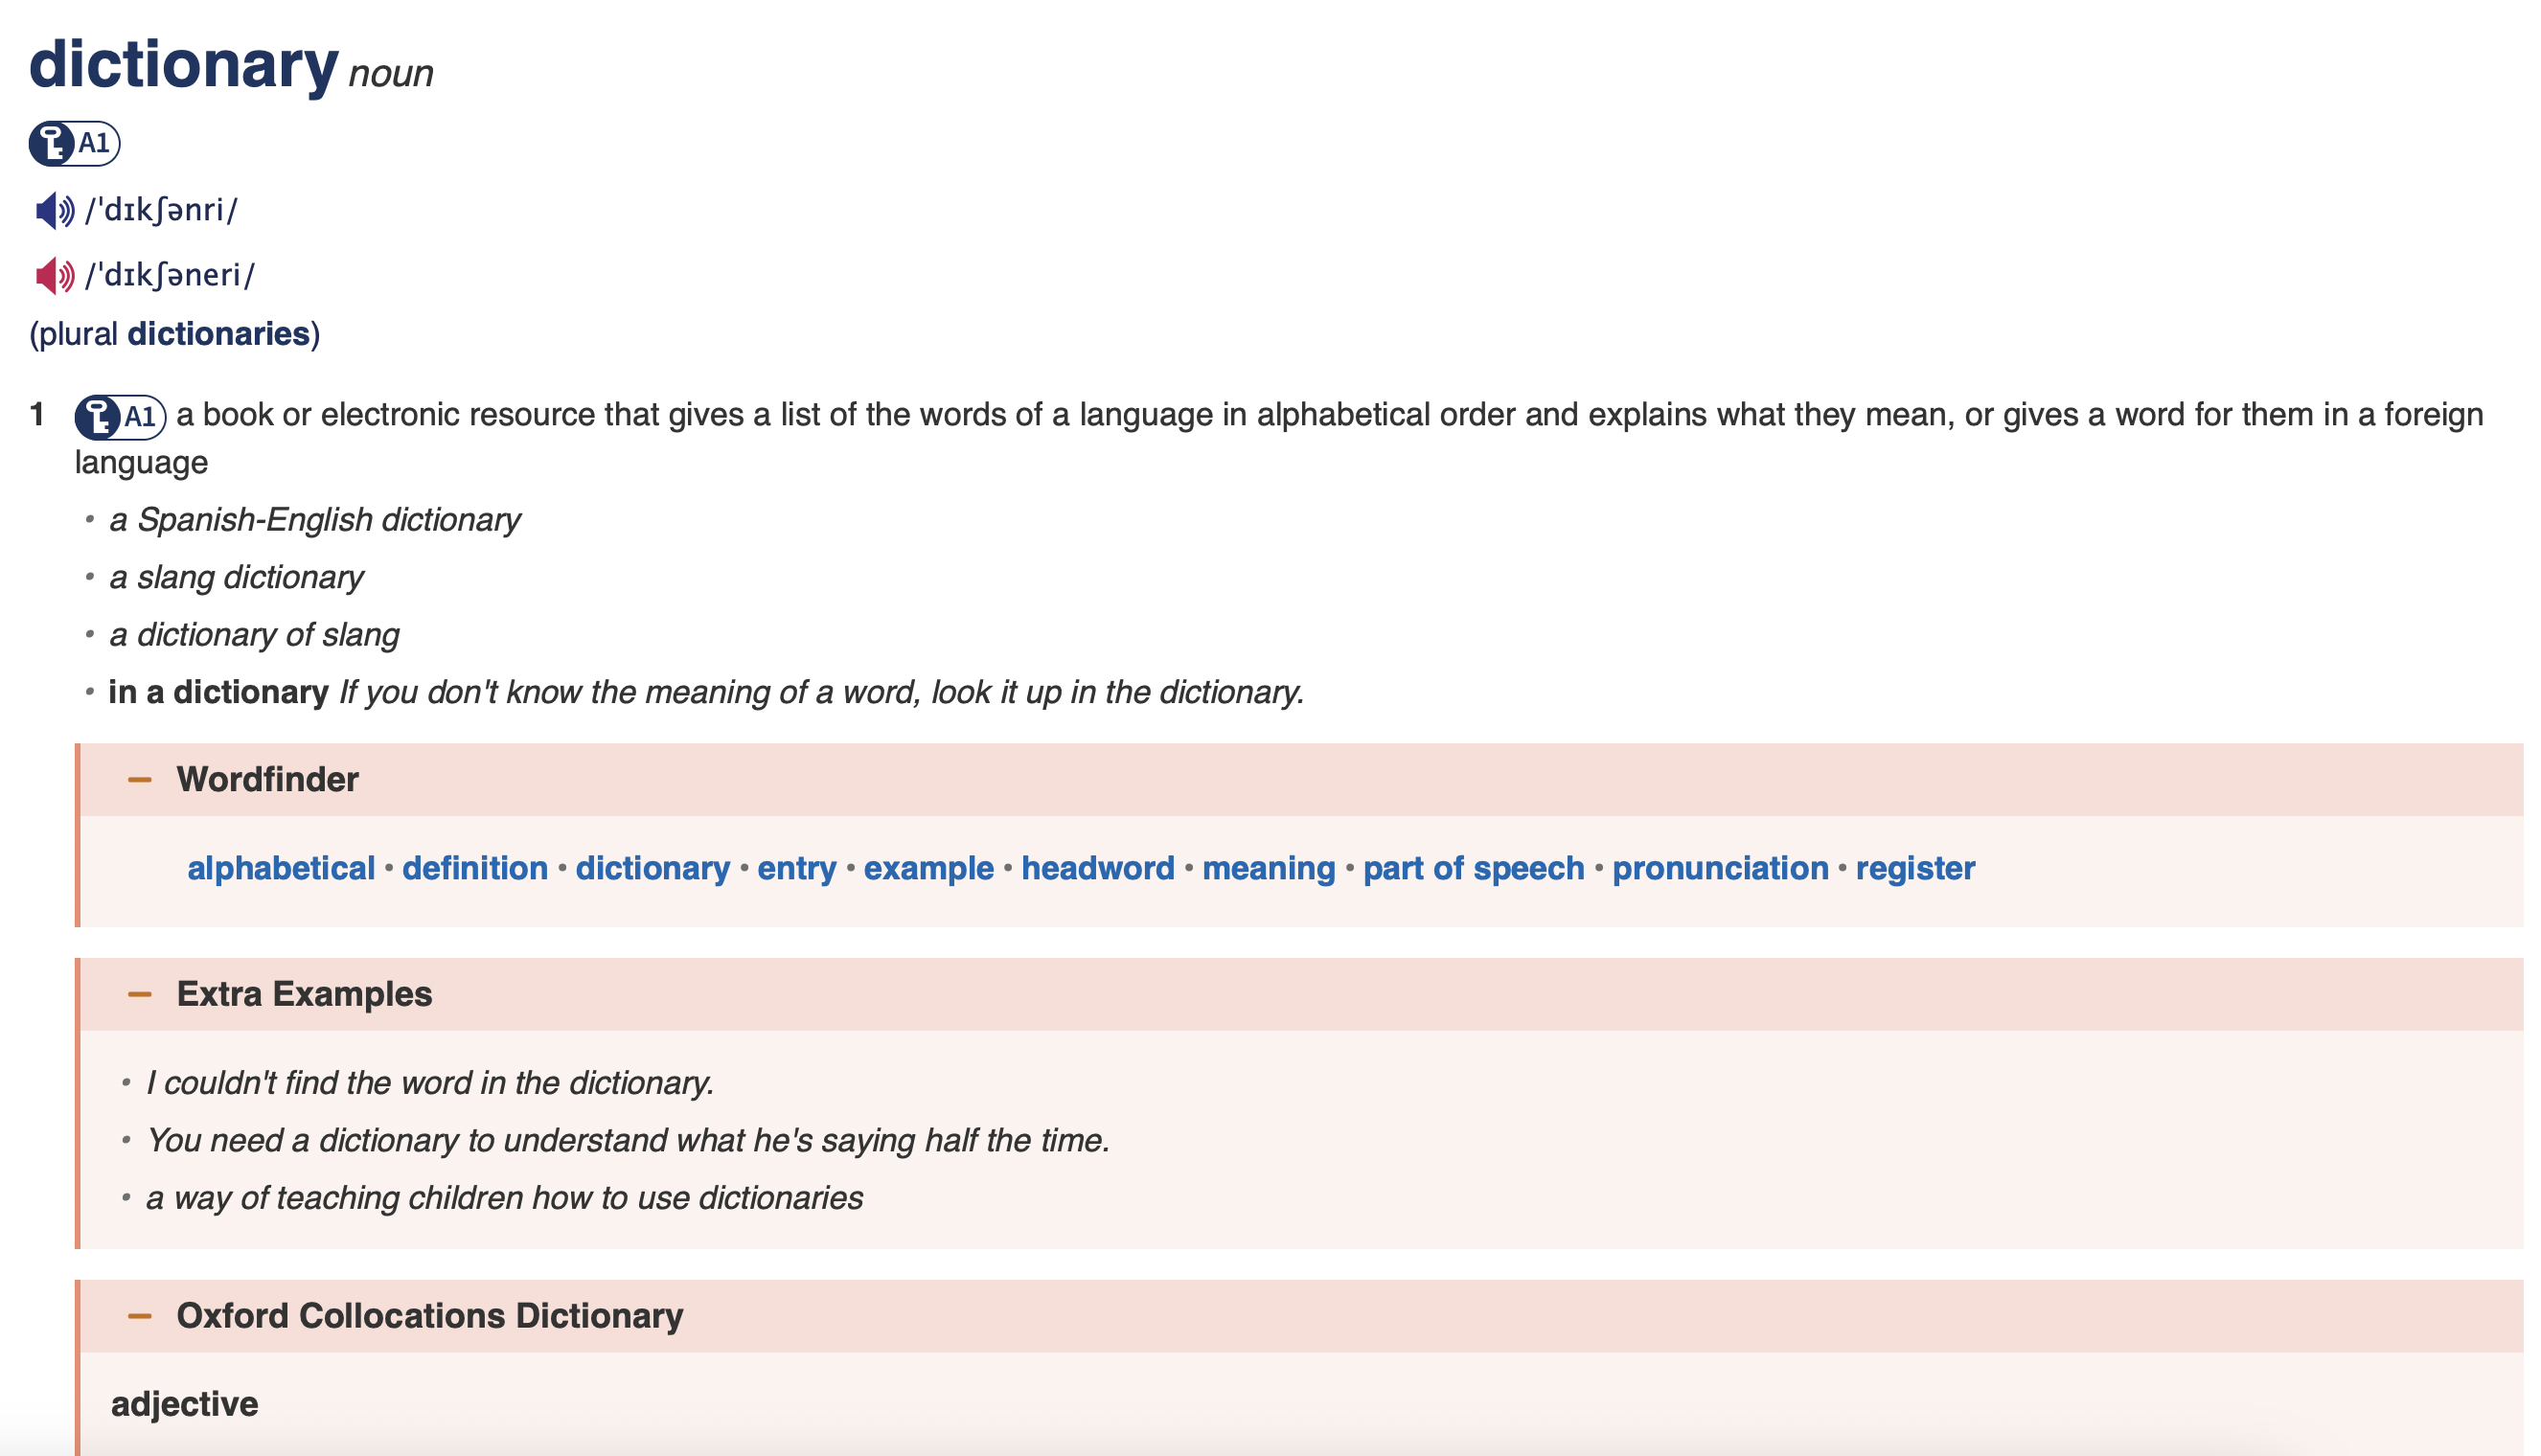 dictionary noun
A1
/ˈdɪkʃənri/
/ˈdɪkʃəneri/
(plural dictionaries)
1 A1 a book or electronic resource that gives a list of the words of a language in alphabetical order and explains what they mean, or gives a word for them in a foreign
language
• a Spanish-English dictionary
• a slang dictionary
• a dictionary of slang
• in a dictionary If you don't know the meaning of a word, look it up in the dictionary.
– Wordfinder
alphabetical • definition • dictionary • entry • example • headword • meaning • part of speech • pronunciation • register
– Extra Examples
• I couldn't find the word in the dictionary.
• You need a dictionary to understand what he's saying half the time.
• a way of teaching children how to use dictionaries
– Oxford Collocations Dictionary
adjective